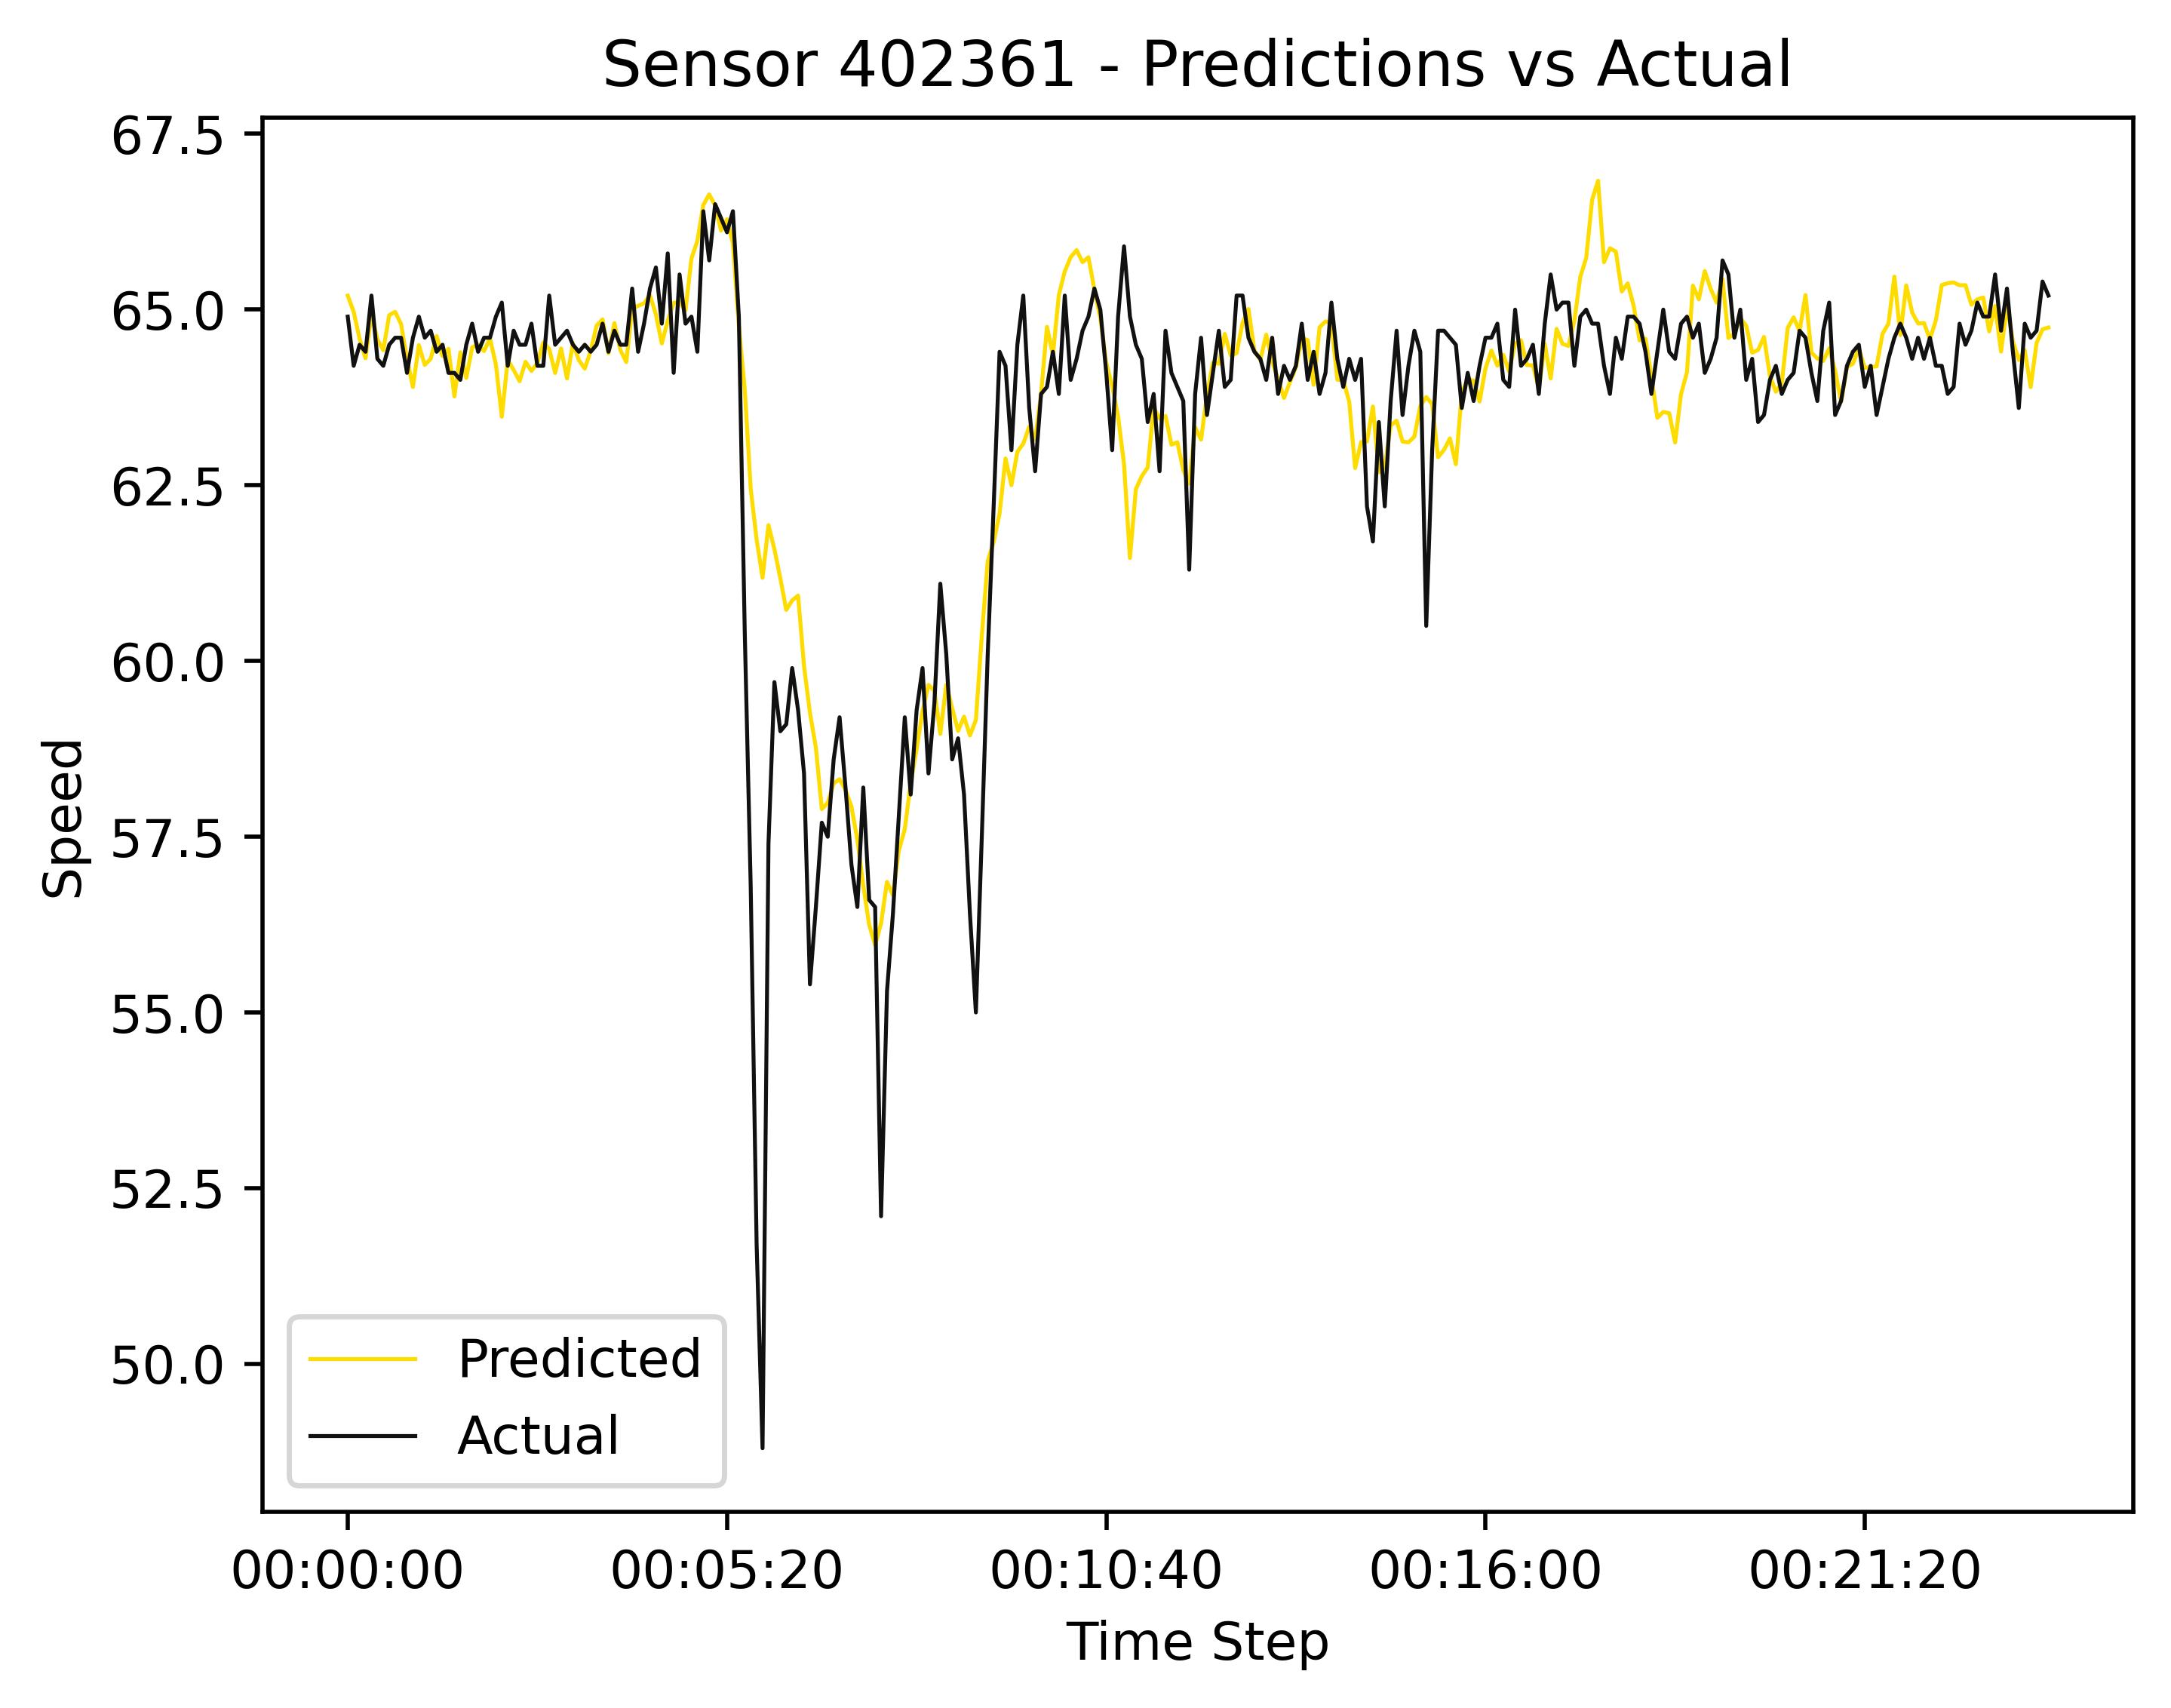 Sensor 402361 - Predictions vs Actual
67.5
65.0
62.5
60.0
57.5
55.0
52.5
50.0
Speed
Predicted
Actual
00:00:00 00:05:20 00:10:40 00:16:00 00:21:20
Time Step